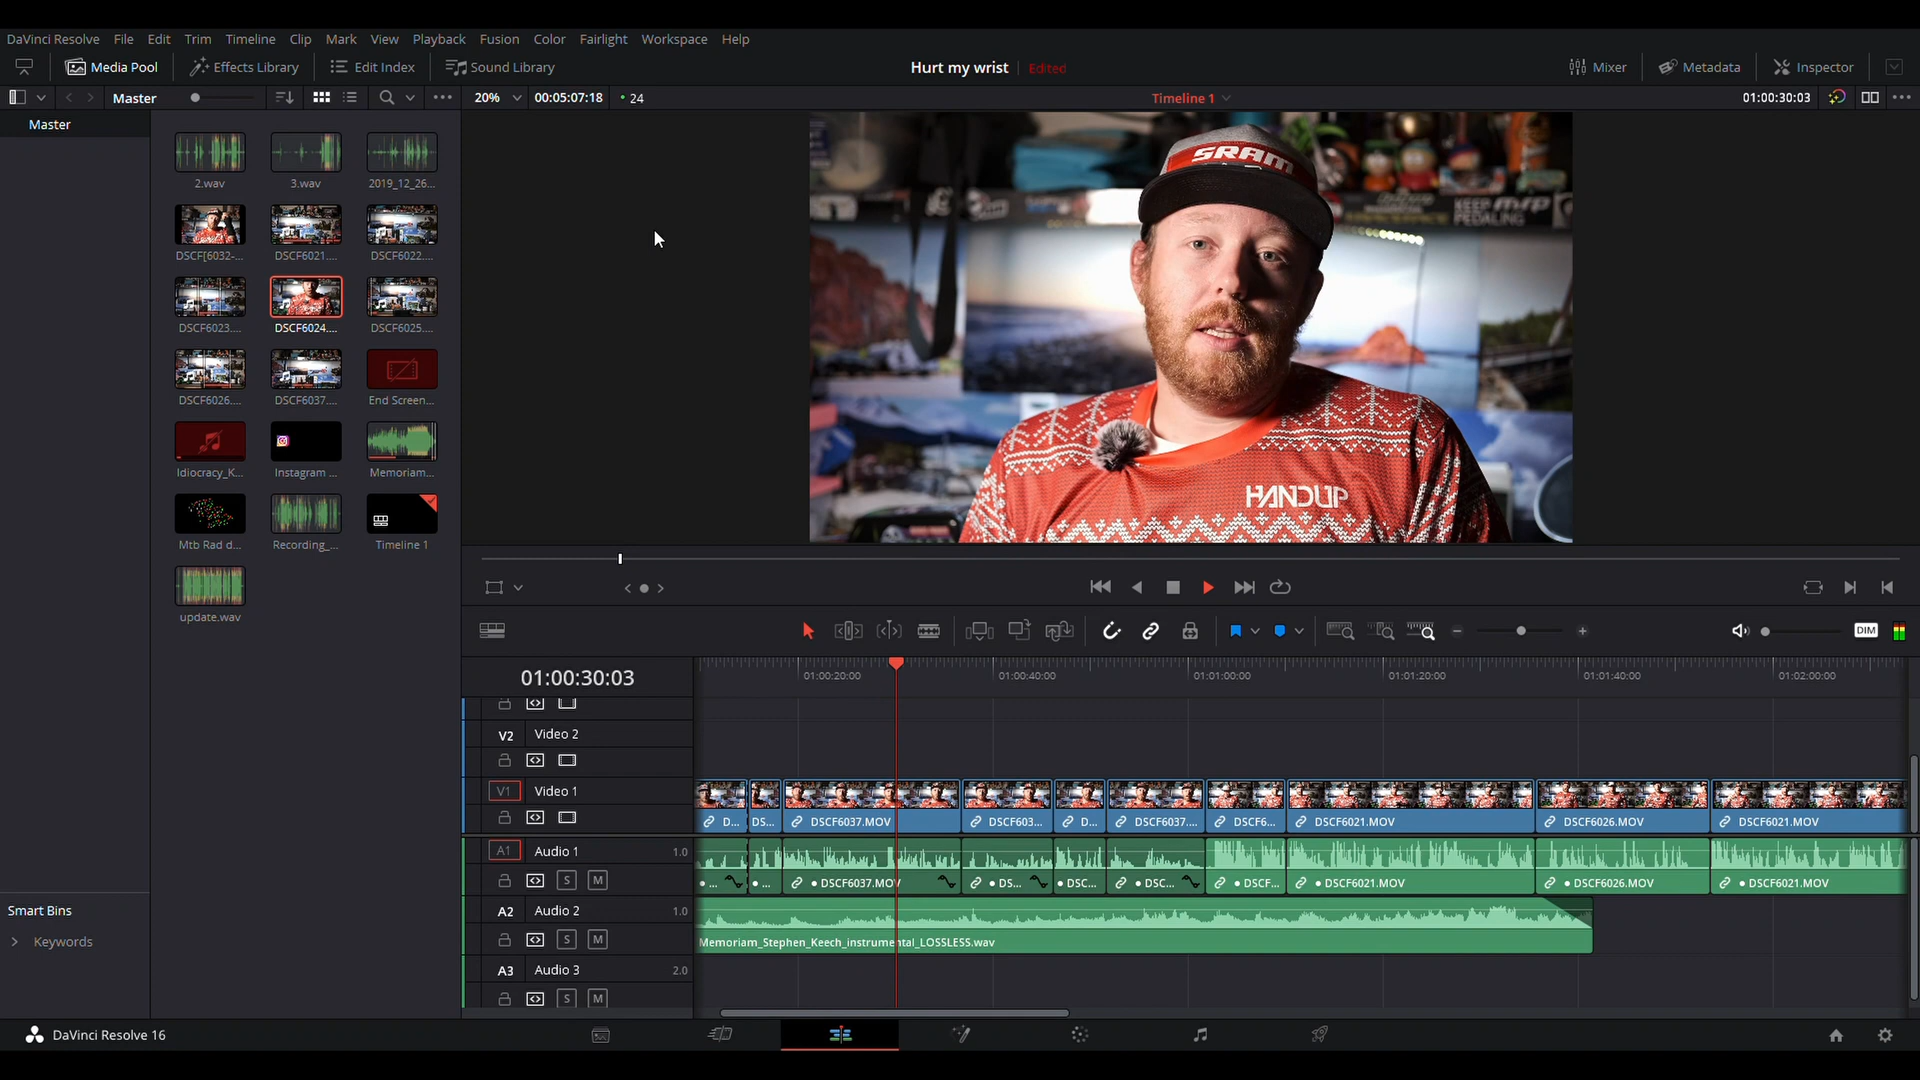 DaVinci Resolve File Edit Trim Timeline Clip Mark View Playback Fusion Color Fairlight Workspace Help
Media Pool Effects Library Edit Index Sound Library Hurt my wrist Edited Mixer Metadata Inspector
Master 20% 00:05:07:18 • 24 Timeline 1 01:00:30:03
Master
2.wav 3.wav 2019_12_26...
DSCF[6032-... DSCF6021.... DSCF6022....
DSCF6023.... DSCF6024.... DSCF6025....
DSCF6026.... DSCF6037.... End Screen...
Idiocracy_K... Instagram ... Memoriam...
Mtb Rad d... Recording_... Timeline 1
update.wav
SRAM
KEEP mrp
PEDALING
HANDUP
DIM
01:00:30:03 01:00:20:00 01:00:40:00 01:01:00:00 01:01:20:00 01:01:40:00 01:02:00:00
V2 Video 2
V1 Video 1
D... DS... DSCF6037.MOV DSCF603... D... DSCF6037.... DSCF6... DSCF6021.MOV DSCF6026.MOV DSCF6021.MOV
A1 Audio 1 1.0
S M • ... • ... • DSCF6037.MOV • DS... • DSC... • DSC... • DSCF... • DSCF6021.MOV • DSCF6026.MOV • DSCF6021.MOV
A2 Audio 2 1.0
S M Memoriam_Stephen_Keech_instrumental_LOSSLESS.wav
A3 Audio 3 2.0
S M
Smart Bins
Keywords
DaVinci Resolve 16